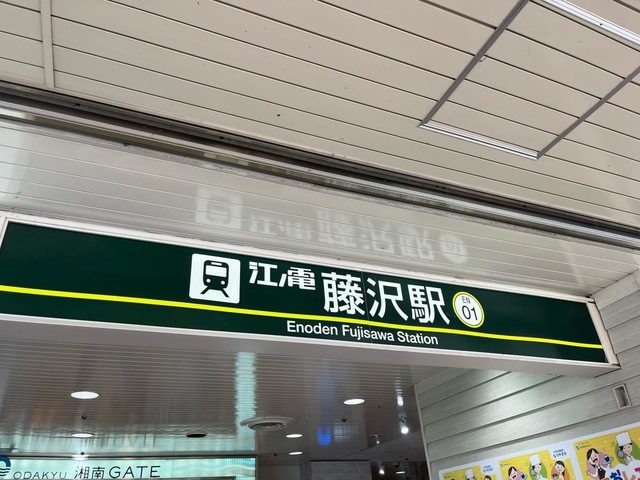 江ノ電 藤沢駅 EN 01
Enoden Fujisawa Station
ODAKYU 湘南 GATE